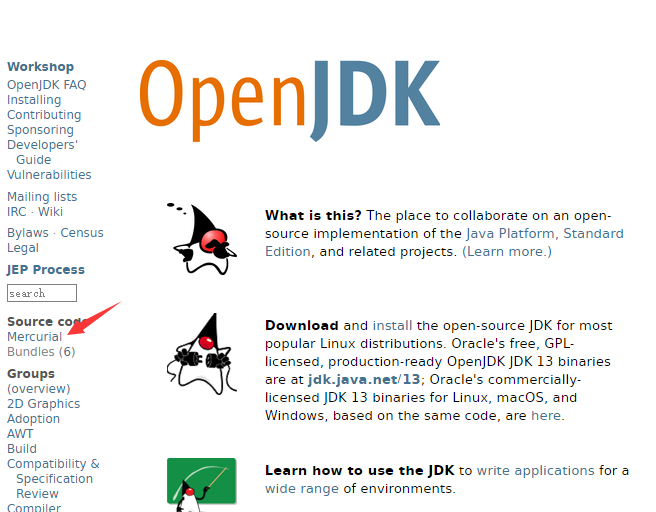 Workshop
OpenJDK FAQ
Installing
Contributing
Sponsoring
Developers'
Guide
Vulnerabilities
Mailing lists
IRC · Wiki
Bylaws · Census
Legal
JEP Process
search
Source code
Mercurial
Bundles (6)
Groups
(overview)
2D Graphics
Adoption
AWT
Build
Compatibility &
Specification
Review
Compiler
OpenJDK
What is this? The place to collaborate on an open-
source implementation of the Java Platform, Standard
Edition, and related projects. (Learn more.)
Download and install the open-source JDK for most
popular Linux distributions. Oracle's free, GPL-
licensed, production-ready OpenJDK JDK 13 binaries
are at jdk.java.net/13; Oracle's commercially-
licensed JDK 13 binaries for Linux, macOS, and
Windows, based on the same code, are here.
Learn how to use the JDK to write applications for a
wide range of environments.